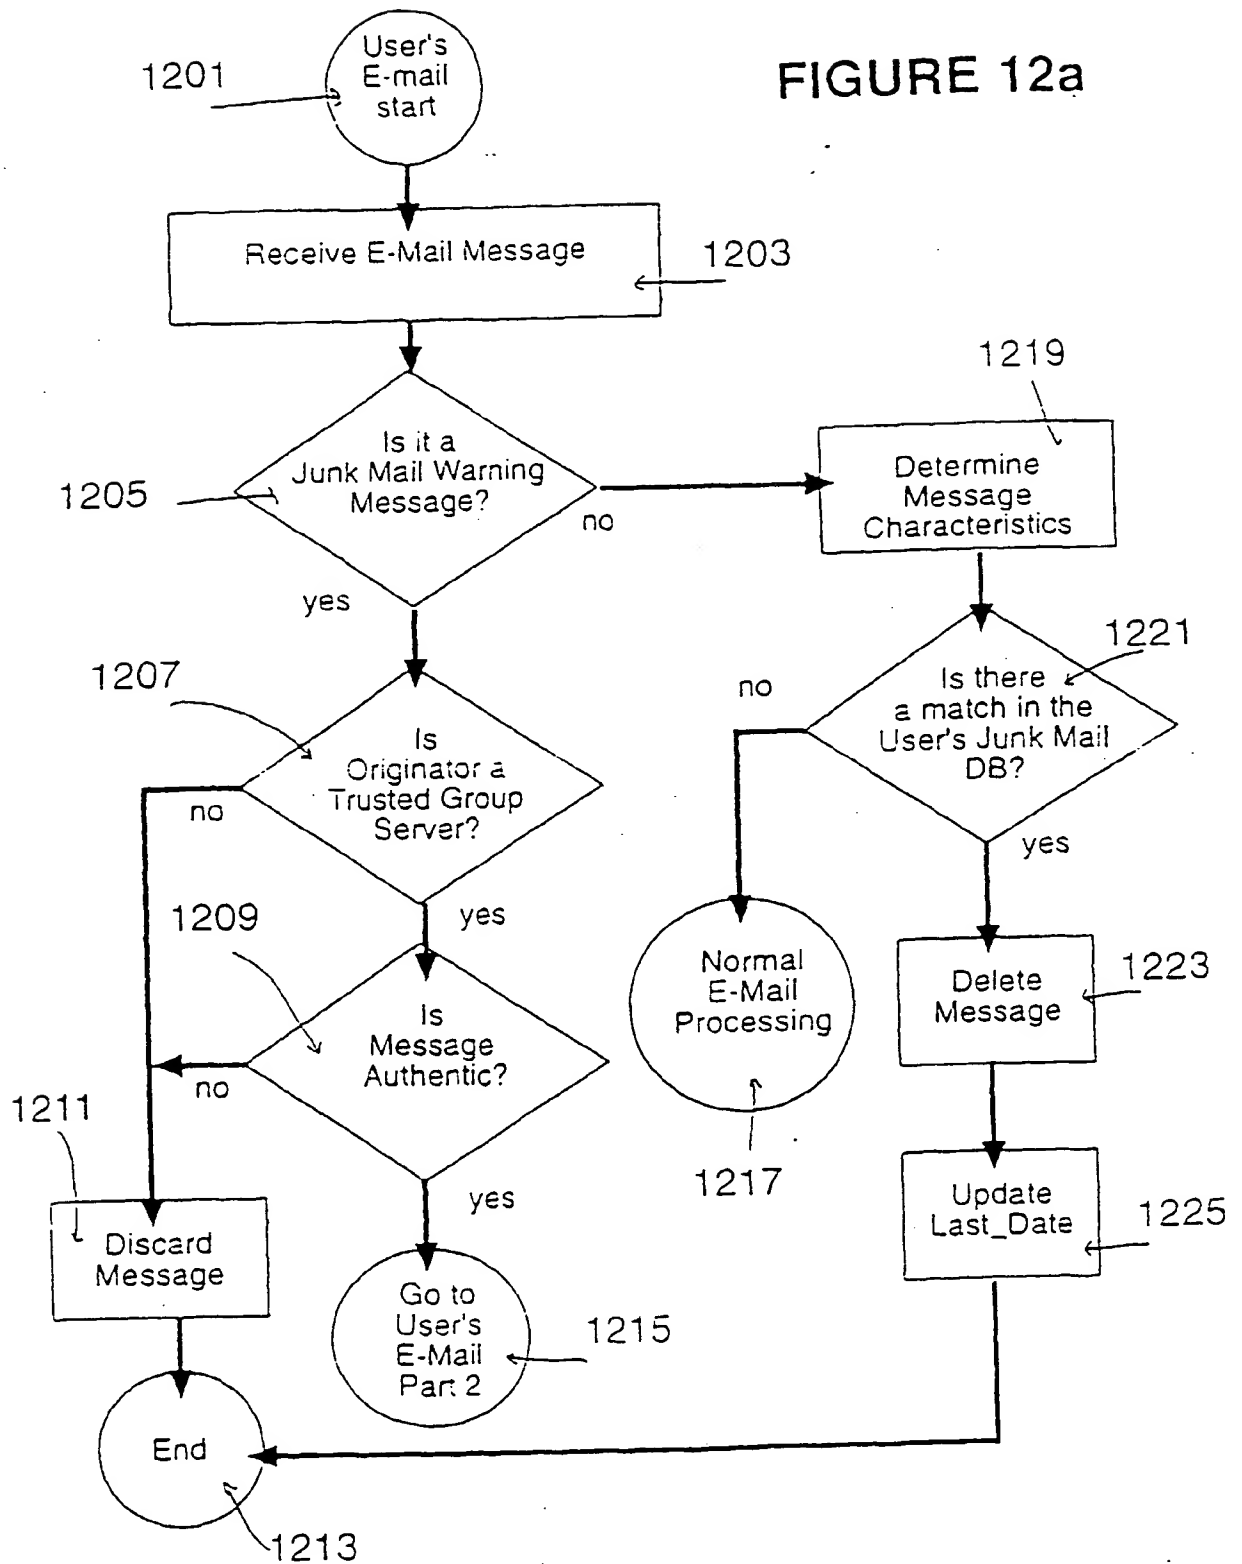 FIGURE 12a
1201
User's
E-mail
start
Receive E-Mail Message
1203
1205
Is it a
Junk Mail Warning
Message?
no
yes
1219
Determine
Message
Characteristics
1207
Is
Originator a
Trusted Group
Server?
no
yes
1221
Is there
a match in the
User's Junk Mail
DB?
no
yes
1209
Is
Message
Authentic?
no
yes
Normal
E-Mail
Processing
1217
Delete
Message
1223
Update
Last_Date
1225
1211
Discard
Message
Go to
User's
E-Mail
Part 2
1215
End
1213